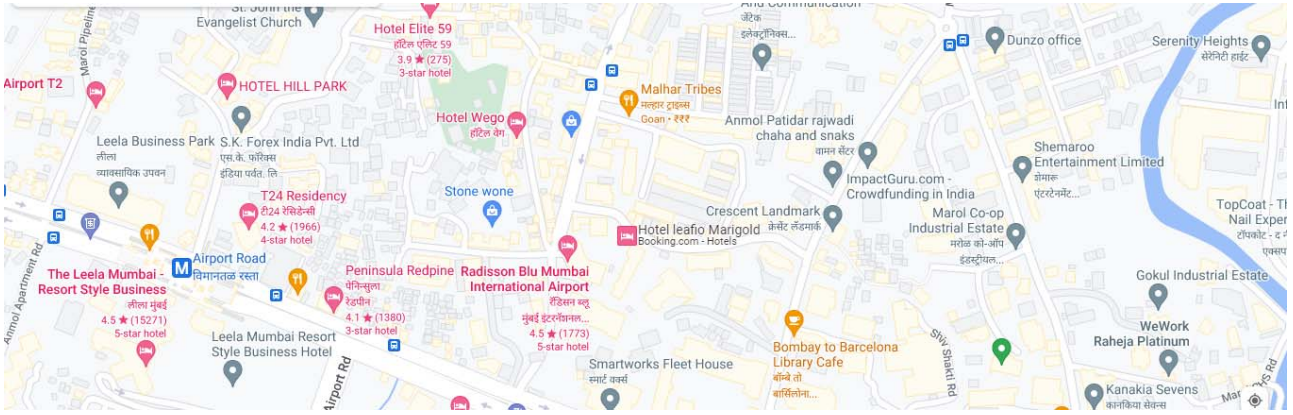 St. John the
Evangelist Church
Marol Pipeline
Hotel Elite 59
हॉटेल एलिट 59
3.9 ★ (275)
3-star hotel
And Communication
जेंटेक
इलेक्ट्रॉनिक्स...
Dunzo office
Serenity Heights
सेरेनिटी हाईट
Airport T2
HOTEL HILL PARK
Malhar Tribes
मल्हार ट्राइब्स
Goan • ₹₹₹
Hotel Wego
हॉटेल वेगो
Anmol Patidar rajwadi
chaha and snaks
वामन सेंटर
Leela Business Park
लीला
व्यावसायिक उपवन
S.K. Forex India Pvt. Ltd
एस.के. फॉरेक्स
इंडिया पर्वत. लि
Shemaroo
Entertainment Limited
शेमारू
एंटरटेनमेंट...
ImpactGuru.com -
Crowdfunding in India
T24 Residency
टी24 रेसिडेन्सी
4.2 ★ (1966)
4-star hotel
Stone wone
Crescent Landmark
क्रेसेंट लँडमार्क
Marol Co-op
Industrial Estate
मरोळ को-ऑप
इंडस्ट्रीयल...
TopCoat - Th
Nail Exper
टॉपकोट - द न
एक्सप
Hotel leafio Marigold
Booking.com - Hotels
Anmol Apartment Rd
M
Airport Road
विमानतळ रस्ता
The Leela Mumbai -
Resort Style Business
लीला मुंबई
4.5 ★ (15271)
5-star hotel
Peninsula Redpine
पेनिन्सुला
रेडपीन
4.1 ★ (1380)
3-star hotel
Radisson Blu Mumbai
International Airport
रॅडिसन ब्लू
मुंबई इंटरनॅशनल...
4.5 ★ (1773)
5-star hotel
Gokul Industrial Estate
WeWork
Raheja Platinum
Leela Mumbai Resort
Style Business Hotel
Airport Rd
Smartworks Fleet House
स्मार्ट वर्क्स
Bombay to Barcelona
Library Cafe
बॉम्बे तो
बार्सिलोना...
Shiv Shakti Rd
Kanakia Sevens
कानकिया सेवन्स